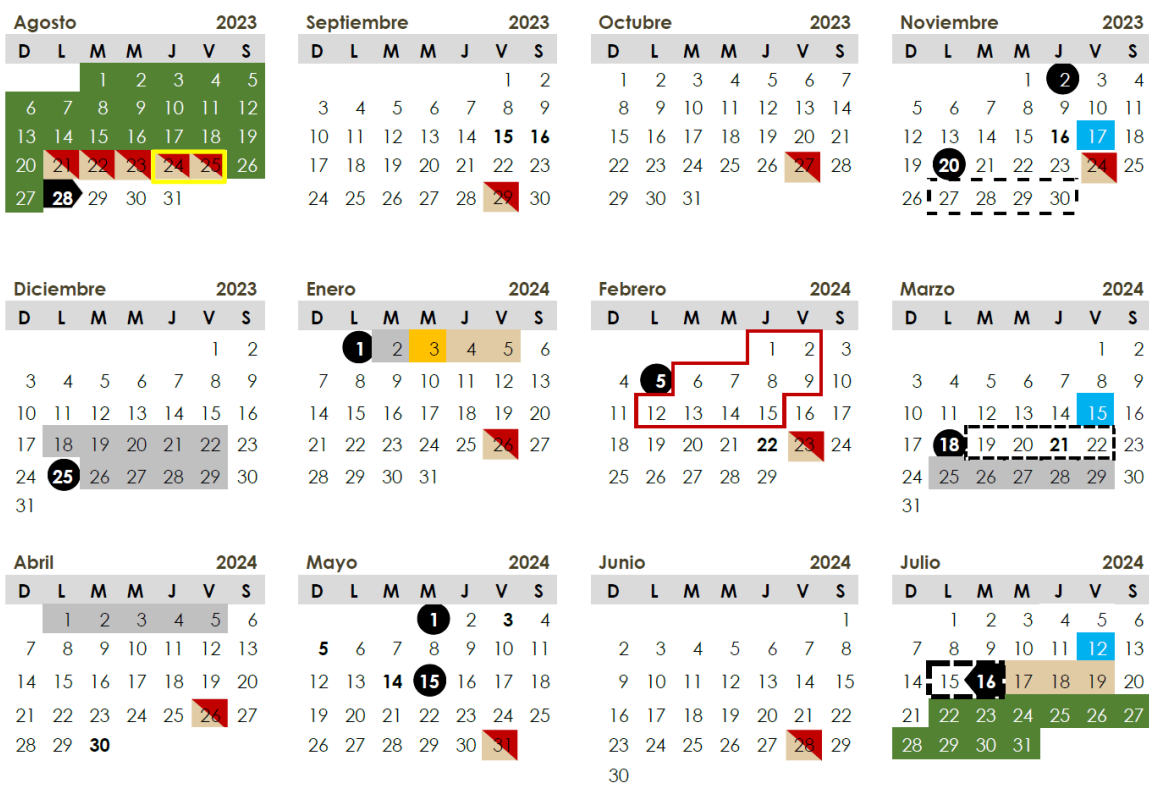 Agosto 2023
D L M M J V S
1 2 3 4 5
6 7 8 9 10 11 12
13 14 15 16 17 18 19
20 21 22 23 24 25 26
27 28 29 30 31
Septiembre 2023
D L M M J V S
1 2
3 4 5 6 7 8 9
10 11 12 13 14 15 16
17 18 19 20 21 22 23
24 25 26 27 28 29 30
Octubre 2023
D L M M J V S
1 2 3 4 5 6 7
8 9 10 11 12 13 14
15 16 17 18 19 20 21
22 23 24 25 26 27 28
29 30 31
Noviembre 2023
D L M M J V S
1 2 3 4
5 6 7 8 9 10 11
12 13 14 15 16 17 18
19 20 21 22 23 24 25
26 27 28 29 30
Diciembre 2023
D L M M J V S
1 2
3 4 5 6 7 8 9
10 11 12 13 14 15 16
17 18 19 20 21 22 23
24 25 26 27 28 29 30
31
Enero 2024
D L M M J V S
1 2 3 4 5 6
7 8 9 10 11 12 13
14 15 16 17 18 19 20
21 22 23 24 25 26 27
28 29 30 31
Febrero 2024
D L M M J V S
1 2 3
4 5 6 7 8 9 10
11 12 13 14 15 16 17
18 19 20 21 22 23 24
25 26 27 28 29
Marzo 2024
D L M M J V S
1 2
3 4 5 6 7 8 9
10 11 12 13 14 15 16
17 18 19 20 21 22 23
24 25 26 27 28 29 30
31
Abril 2024
D L M M J V S
1 2 3 4 5 6
7 8 9 10 11 12 13
14 15 16 17 18 19 20
21 22 23 24 25 26 27
28 29 30
Mayo 2024
D L M M J V S
1 2 3 4
5 6 7 8 9 10 11
12 13 14 15 16 17 18
19 20 21 22 23 24 25
26 27 28 29 30 31
Junio 2024
D L M M J V S
1
2 3 4 5 6 7 8
9 10 11 12 13 14 15
16 17 18 19 20 21 22
23 24 25 26 27 28 29
30
Julio 2024
D L M M J V S
1 2 3 4 5 6
7 8 9 10 11 12 13
14 15 16 17 18 19 20
21 22 23 24 25 26 27
28 29 30 31